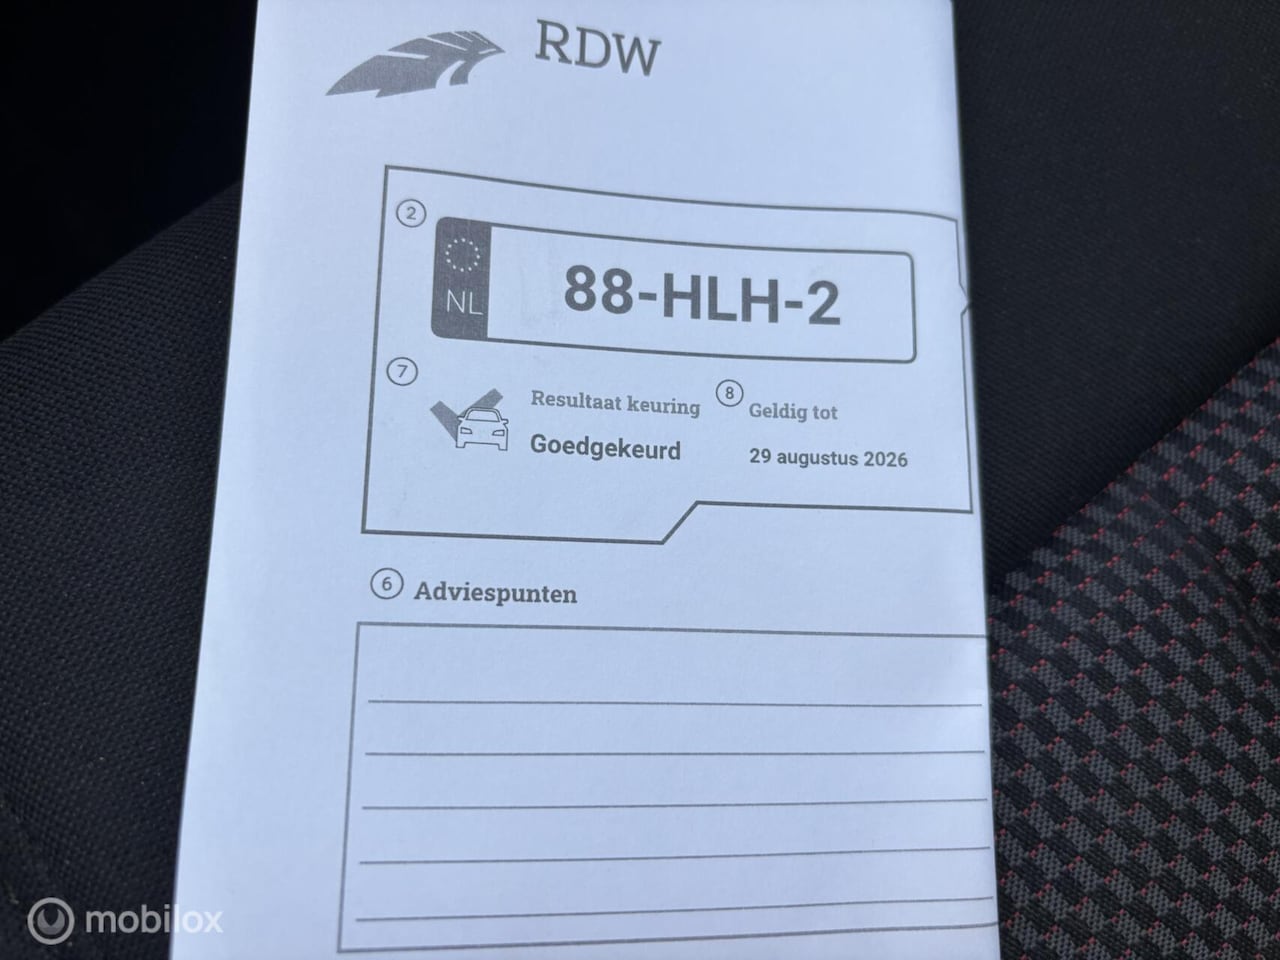 RDW
2
NL
88-HLH-2
7
Resultaat keuring
Goedgekeurd
8
Geldig tot
29 augustus 2026
6
Adviespunten
mobilox